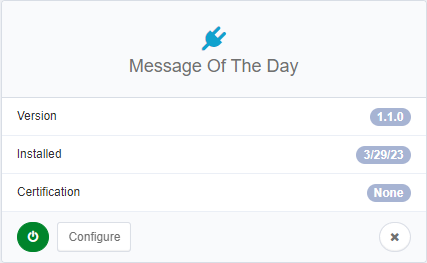 Message Of The Day
Version 1.1.0
Installed 3/29/23
Certification None
Configure